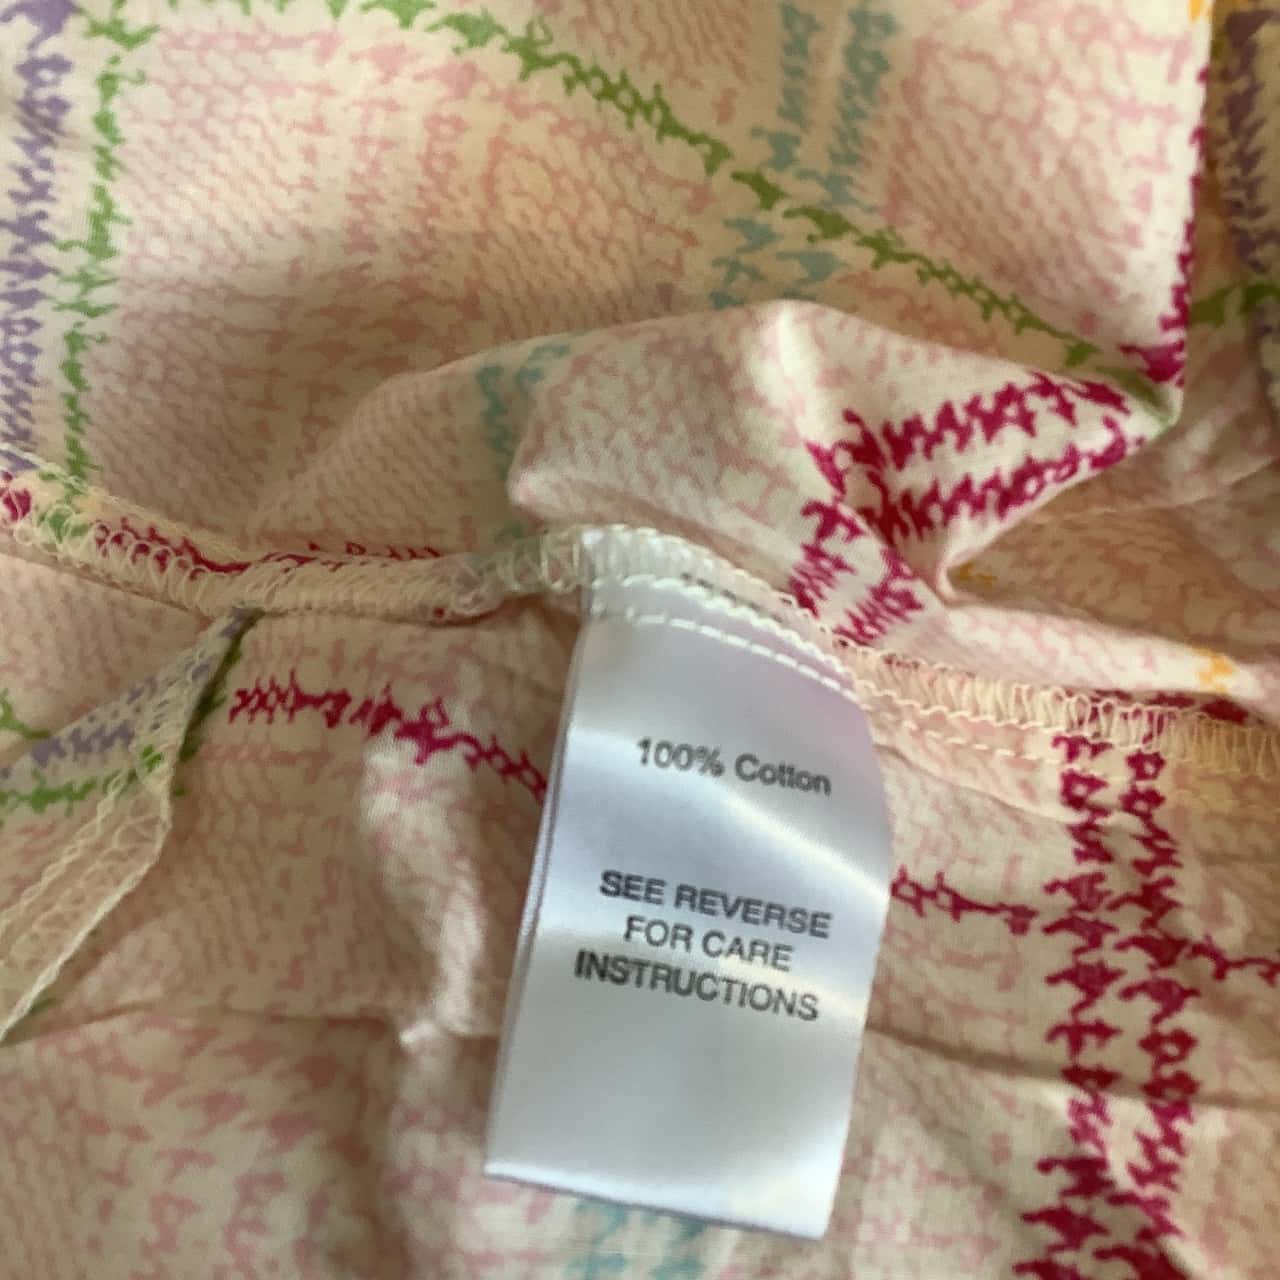 100% Cotton
SEE REVERSE
FOR CARE
INSTRUCTIONS